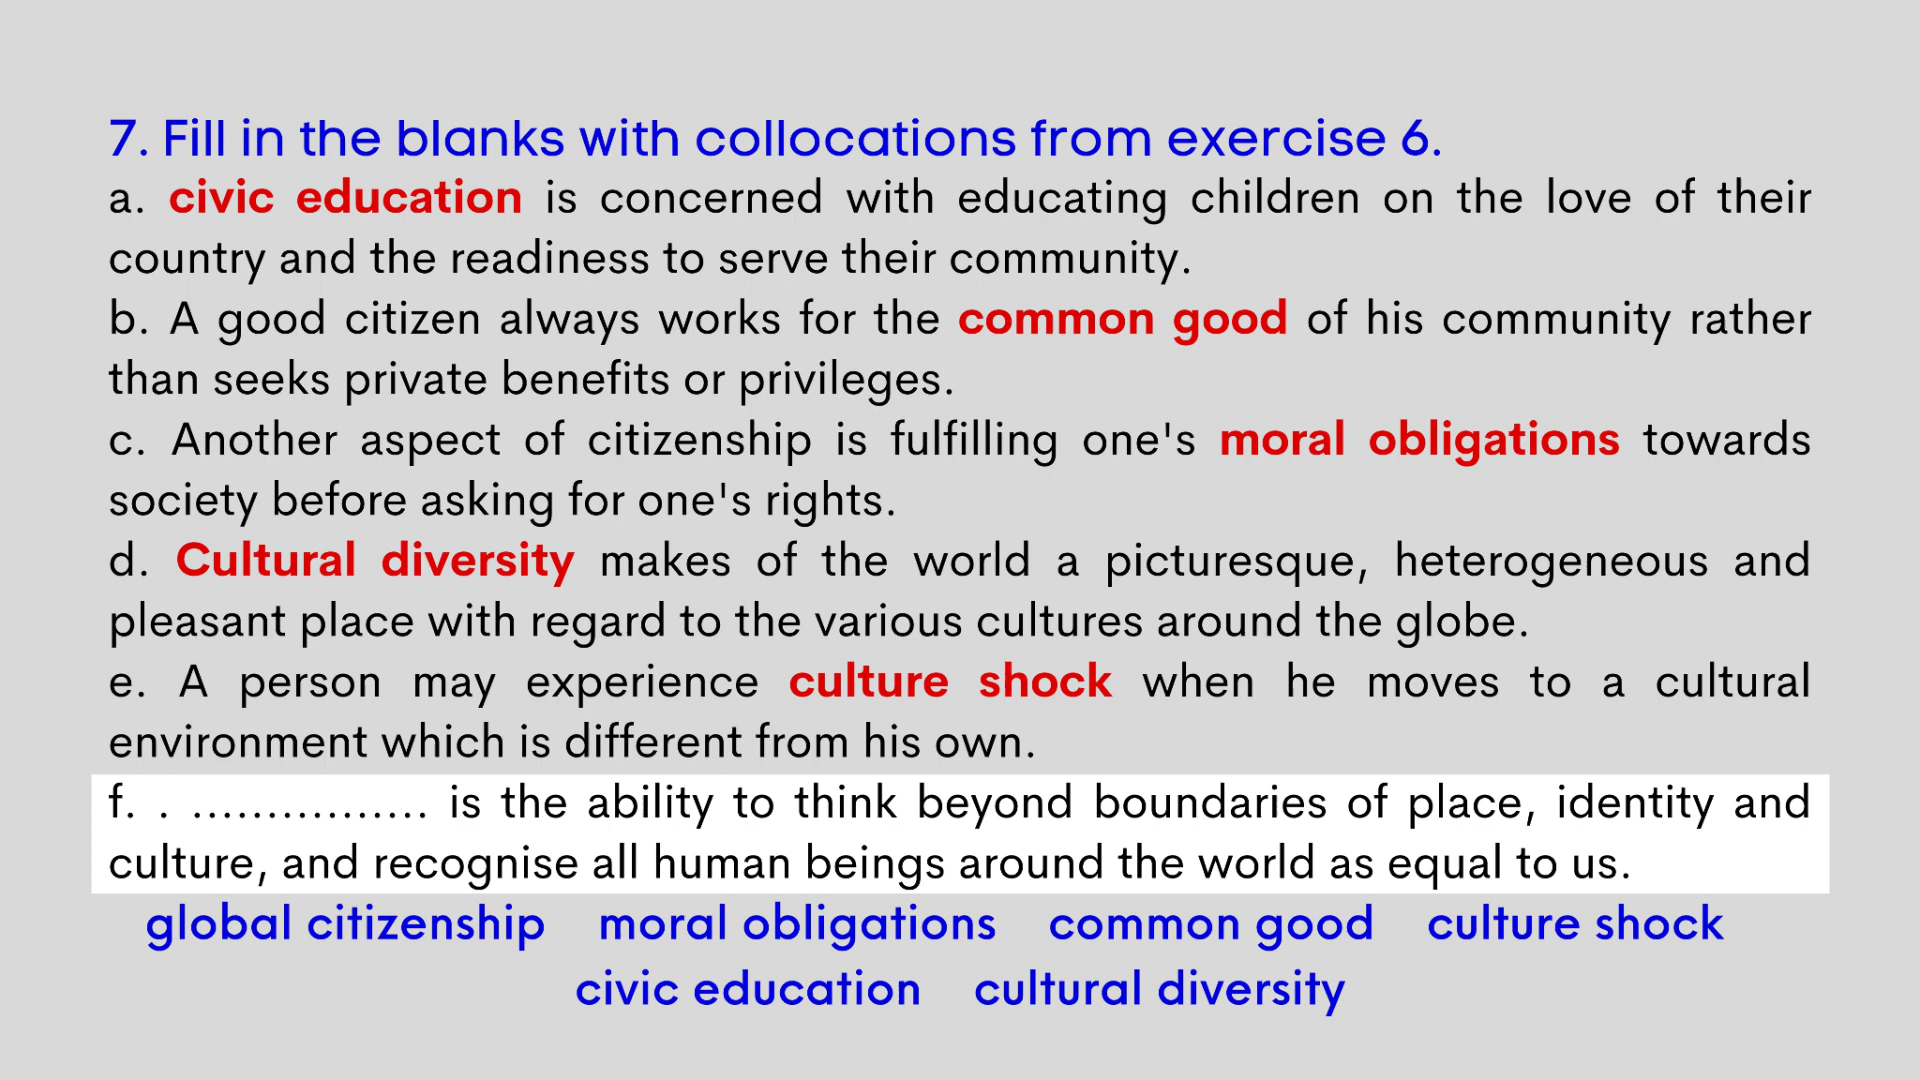 7. Fill in the blanks with collocations from exercise 6.
a. civic education is concerned with educating children on the love of their
country and the readiness to serve their community.
b. A good citizen always works for the common good of his community rather
than seeks private benefits or privileges.
c. Another aspect of citizenship is fulfilling one's moral obligations towards
society before asking for one's rights.
d. Cultural diversity makes of the world a picturesque, heterogeneous and
pleasant place with regard to the various cultures around the globe.
e. A person may experience culture shock when he moves to a cultural
environment which is different from his own.
f. . ................ is the ability to think beyond boundaries of place, identity and
culture, and recognise all human beings around the world as equal to us.
global citizenship moral obligations common good culture shock
civic education cultural diversity